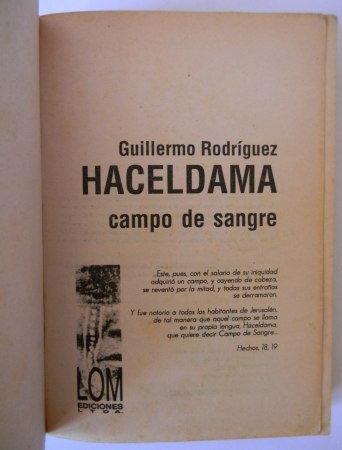 Guillermo Rodríguez
HACELDAMA
campo de sangre
...Este, pues, con el salario de su iniquidad
adquirió un campo, y cayendo de cabeza,
se reventó por la mitad, y todas sus entrañas
se derramaron.
Y fue notorio a todos los habitantes de Jerusalén,
de tal manera que aquel campo se llama
en su propia lengua, Haceldama,
que quiere decir Campo de Sangre...
Hechos, 18, 19
LOM
EDICIONES
LTDA.